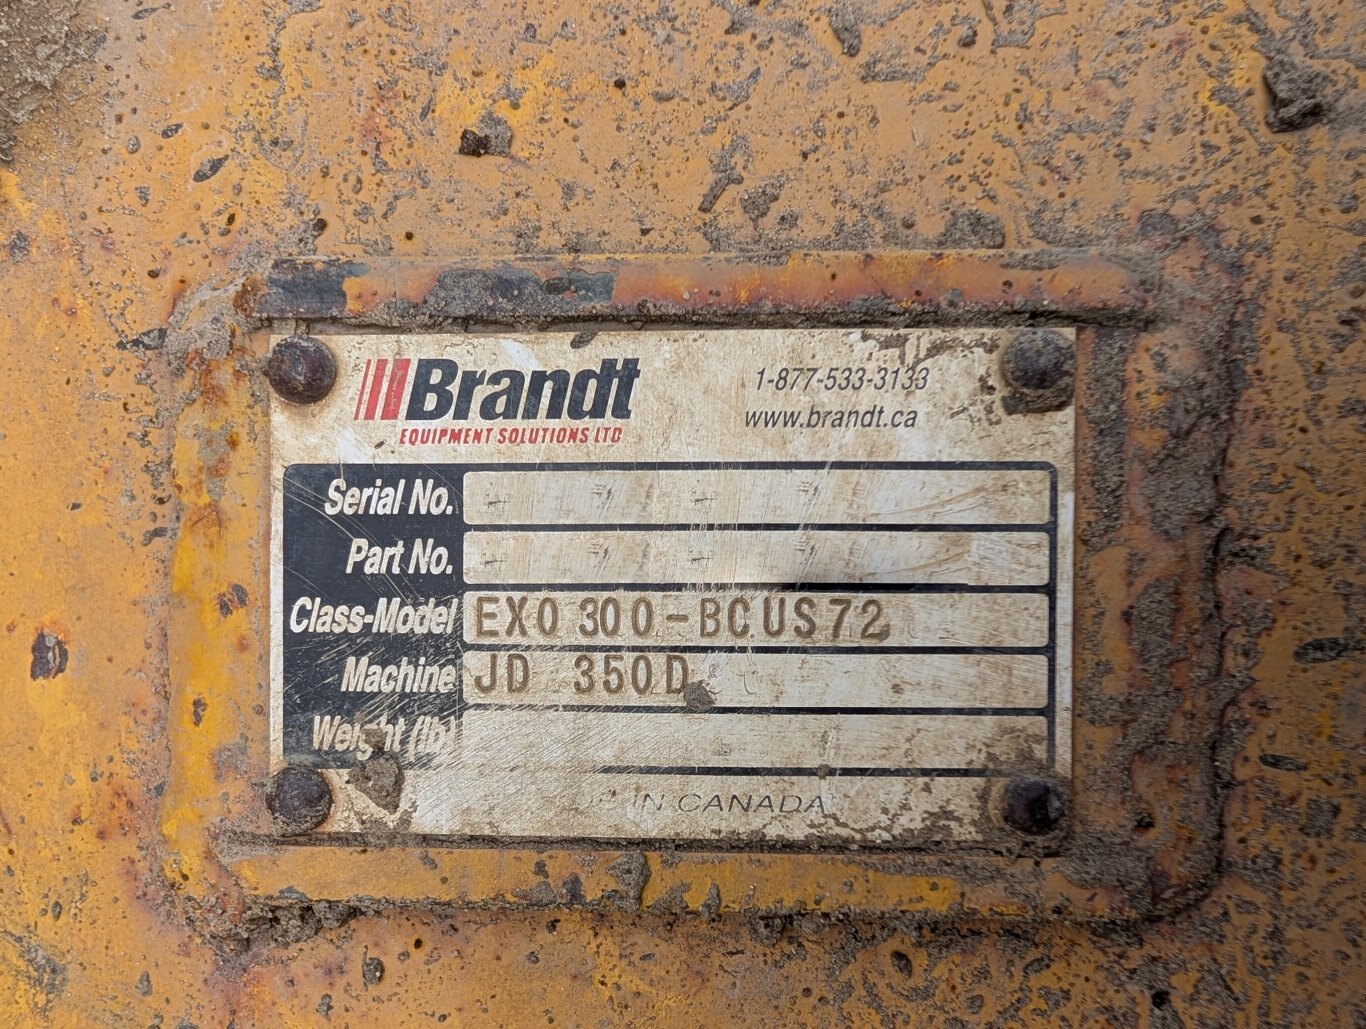 Brandt
EQUIPMENT SOLUTIONS LTD
1-877-533-3133
www.brandt.ca
Serial No.
Part No.
Class-Model EXO 300-BCUS72
Machine JD 350D
Weight (lb)
IN CANADA